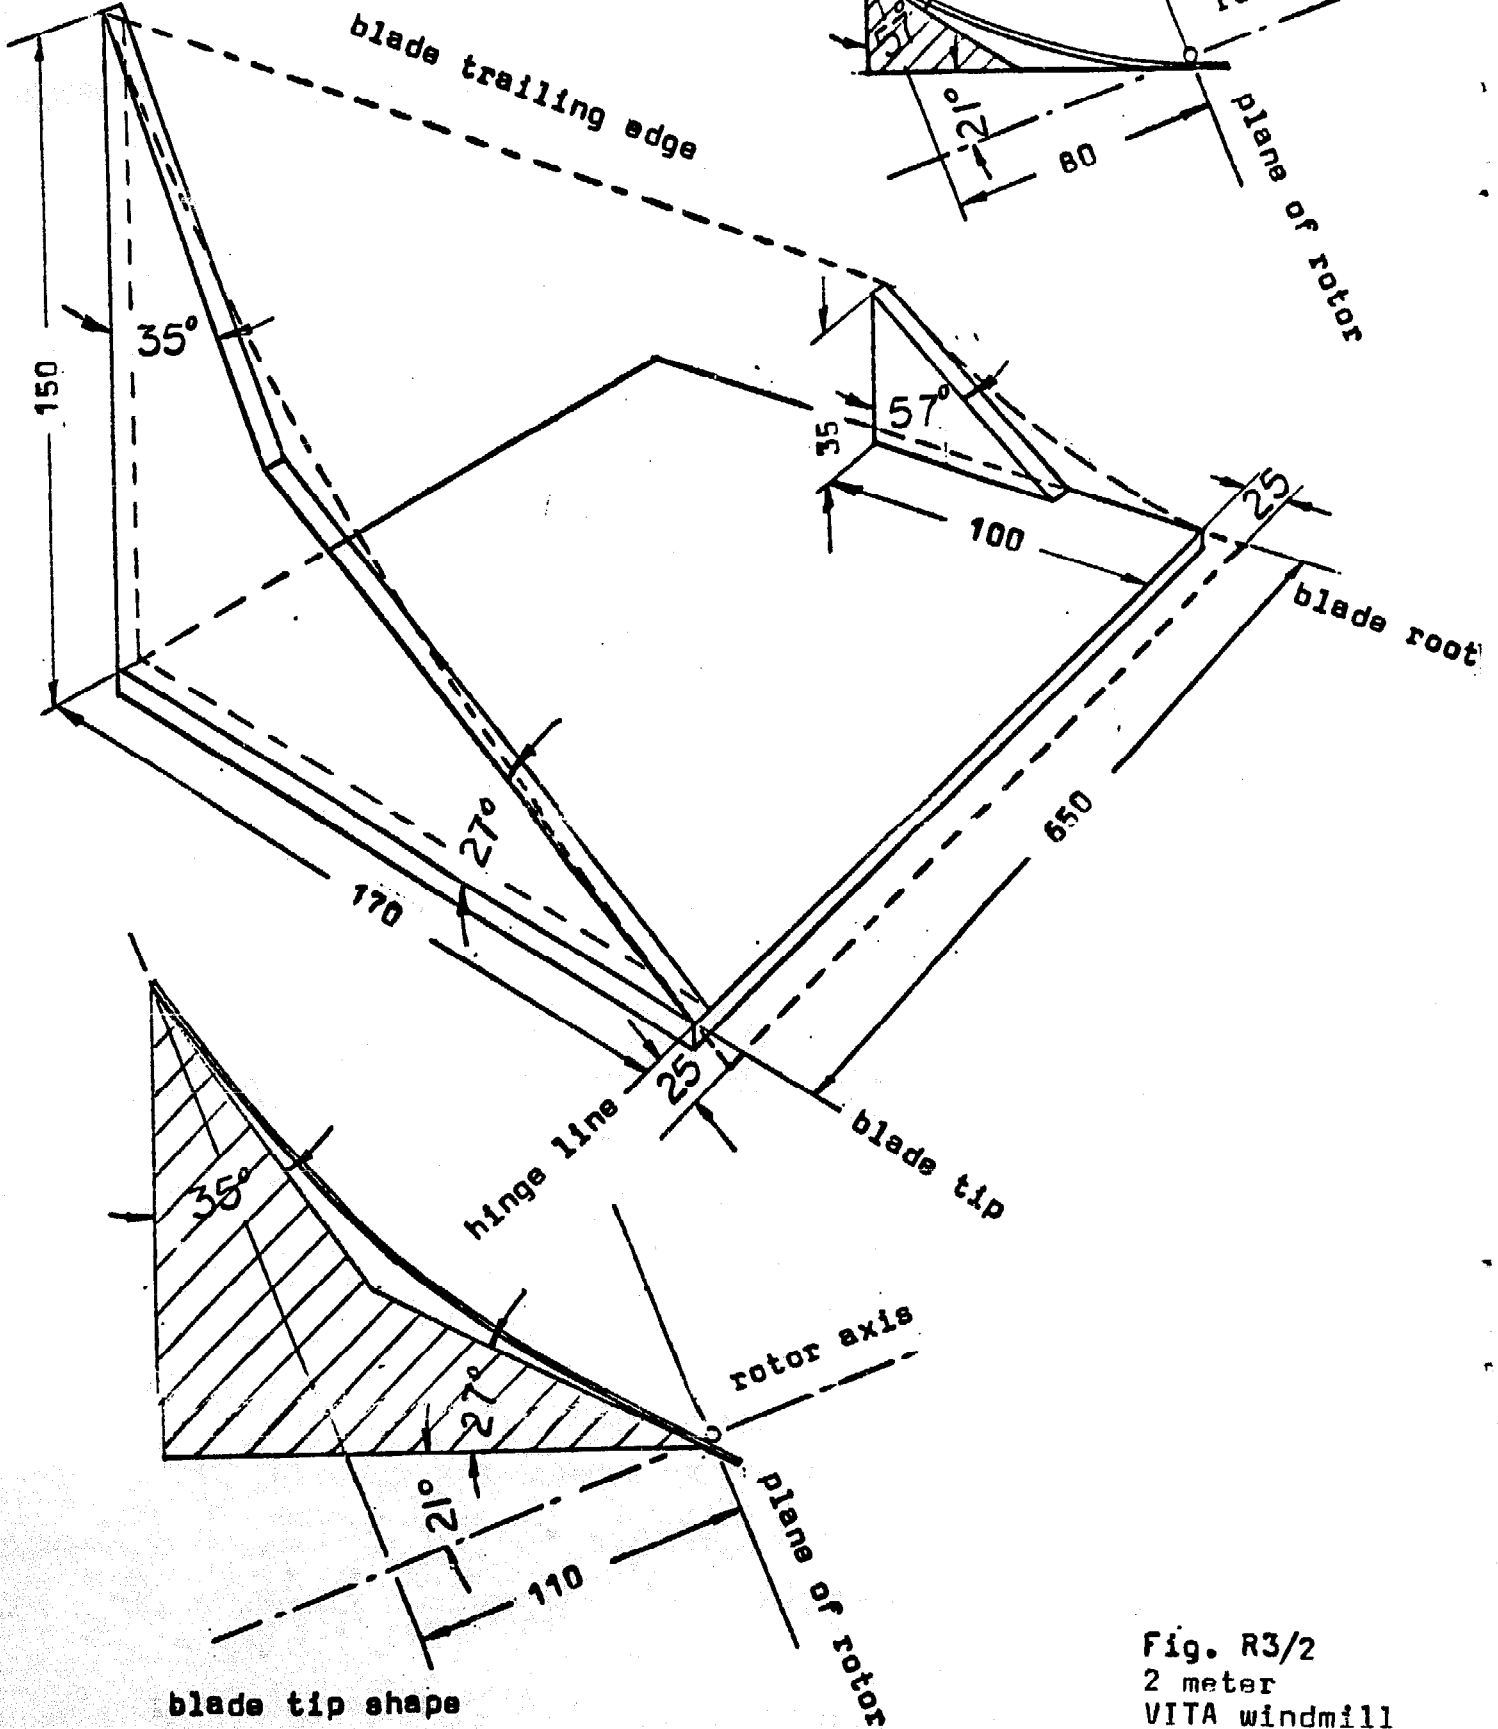 blade trailing edge
57°
21°
80
plane of rotor
150
35°
57°
35
100
25
blade root
650
27°
170
25
hinge line
blade tip
35°
27°
21°
110
rotor axis
plane of rotor
blade tip shape
Fig. R3/2
2 meter
VITA windmill